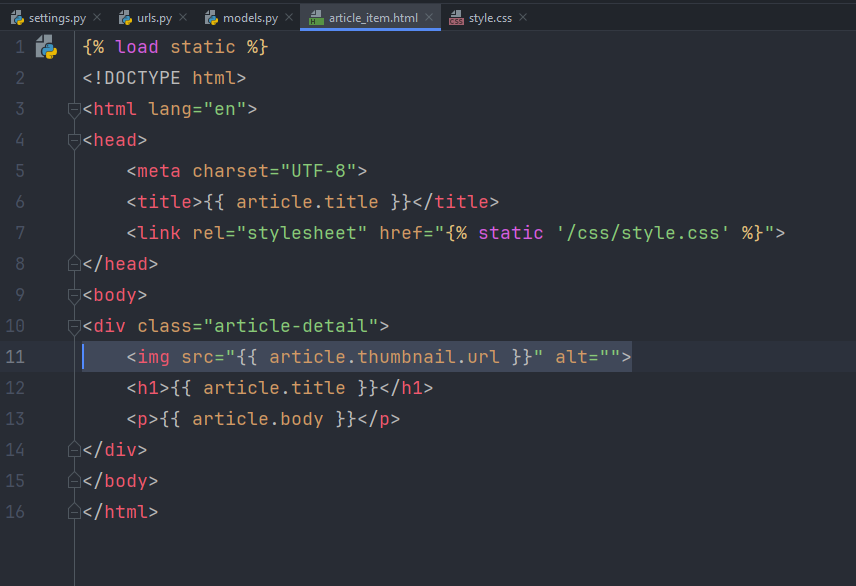 settings.py urls.py models.py article_item.html style.css
1 {% load static %}
2 <!DOCTYPE html>
3 <html lang="en">
4 <head>
5     <meta charset="UTF-8">
6     <title>{{ article.title }}</title>
7     <link rel="stylesheet" href="{% static '/css/style.css' %}">
8 </head>
9 <body>
10 <div class="article-detail">
11     <img src="{{ article.thumbnail.url }}" alt="">
12     <h1>{{ article.title }}</h1>
13     <p>{{ article.body }}</p>
14 </div>
15 </body>
16 </html>